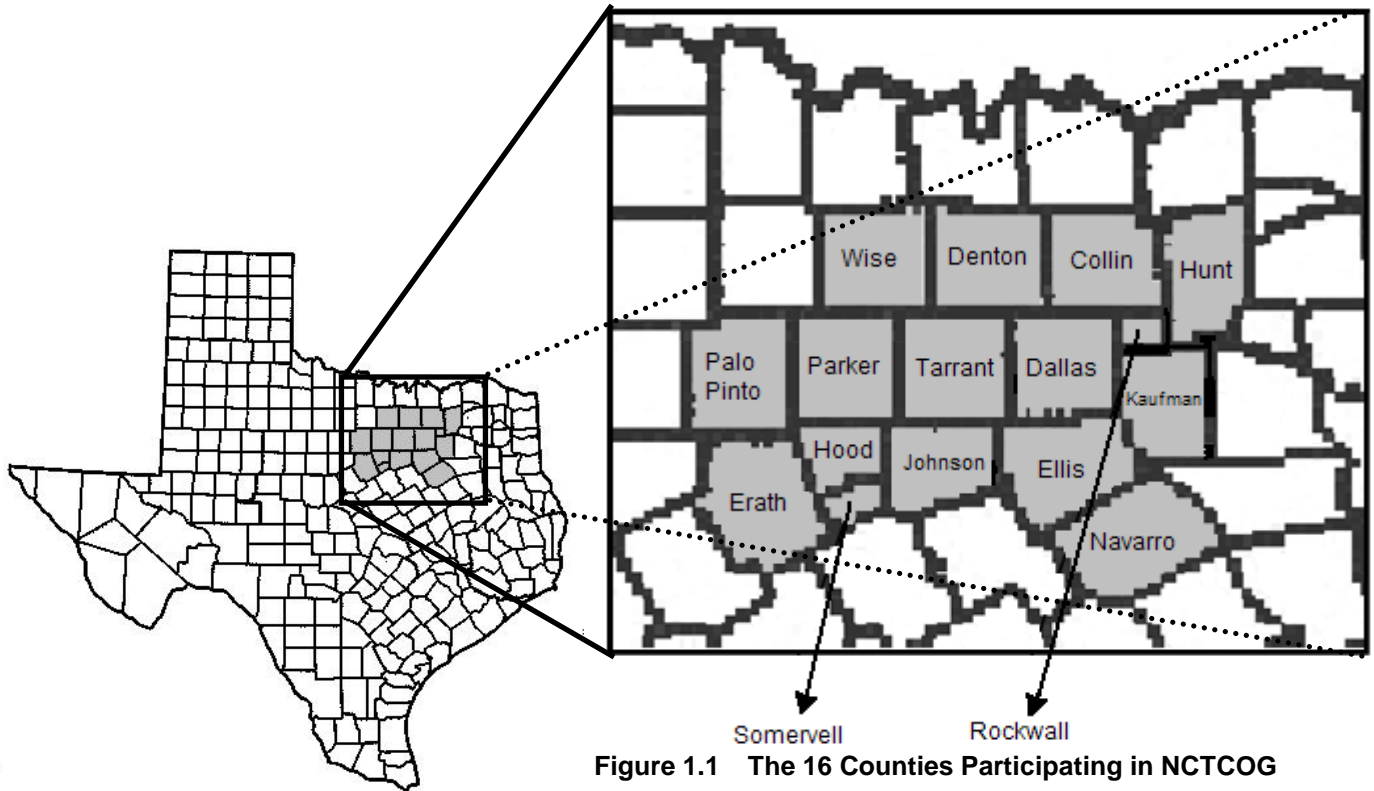 Wise
Denton
Collin
Hunt
Palo
Pinto
Parker
Tarrant
Dallas
Kaufman
Hood
Johnson
Ellis
Erath
Navarro
Somervell
Rockwall
Figure 1.1 The 16 Counties Participating in NCTCOG